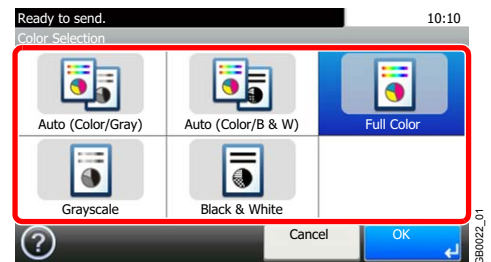 Ready to send. 10:10
Color Selection
Auto (Color/Gray) Auto (Color/B & W) Full Color
Grayscale Black & White
? Cancel OK
GB0022_01